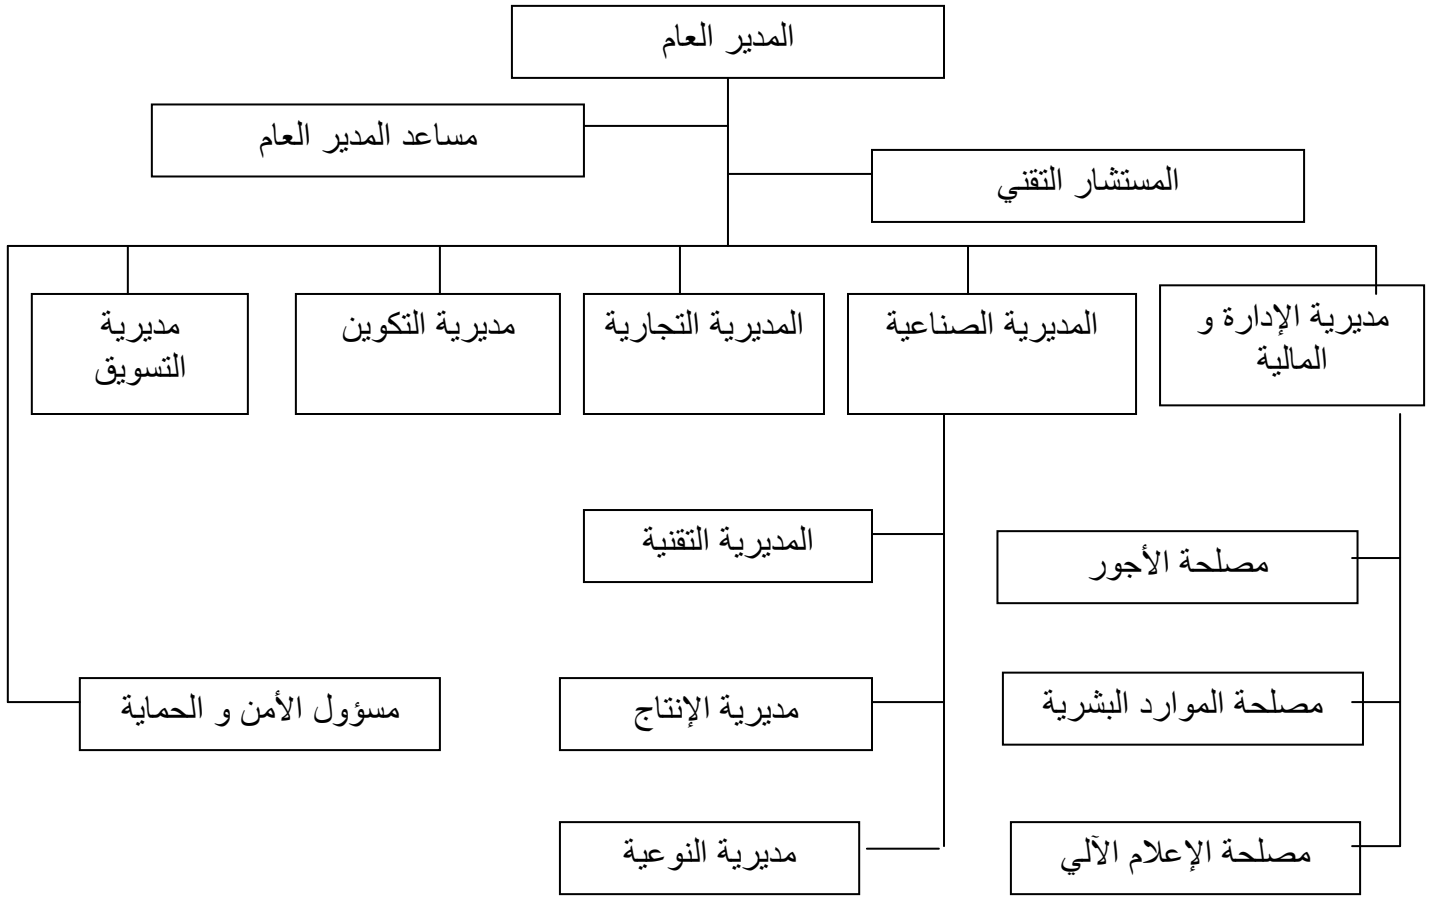 المدير العام
مساعد المدير العام
المستشار التقني
مديرية الإدارة و
المالية
المديرية الصناعية
المديرية التجارية
مديرية التكوين
مديرية
التسويق
المديرية التقنية
مصلحة الأجور
مصلحة الموارد البشرية
مديرية الإنتاج
مسؤول الأمن و الحماية
مصلحة الإعلام الآلي
مديرية النوعية